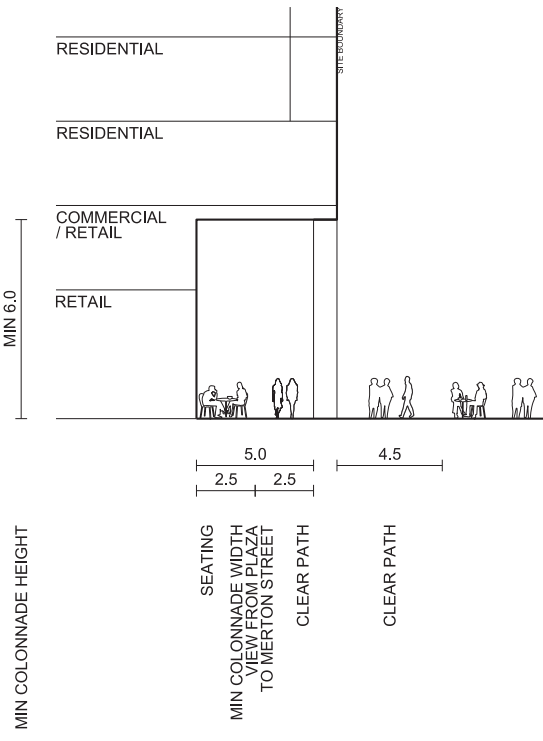 SITE BOUNDARY
RESIDENTIAL
RESIDENTIAL
COMMERCIAL
/ RETAIL
RETAIL
MIN 6.0
5.0
4.5
2.5
2.5
MIN COLONNADE HEIGHT
SEATING
MIN COLONNADE WIDTH
VIEW FROM PLAZA
TO MERTON STREET
CLEAR PATH
CLEAR PATH